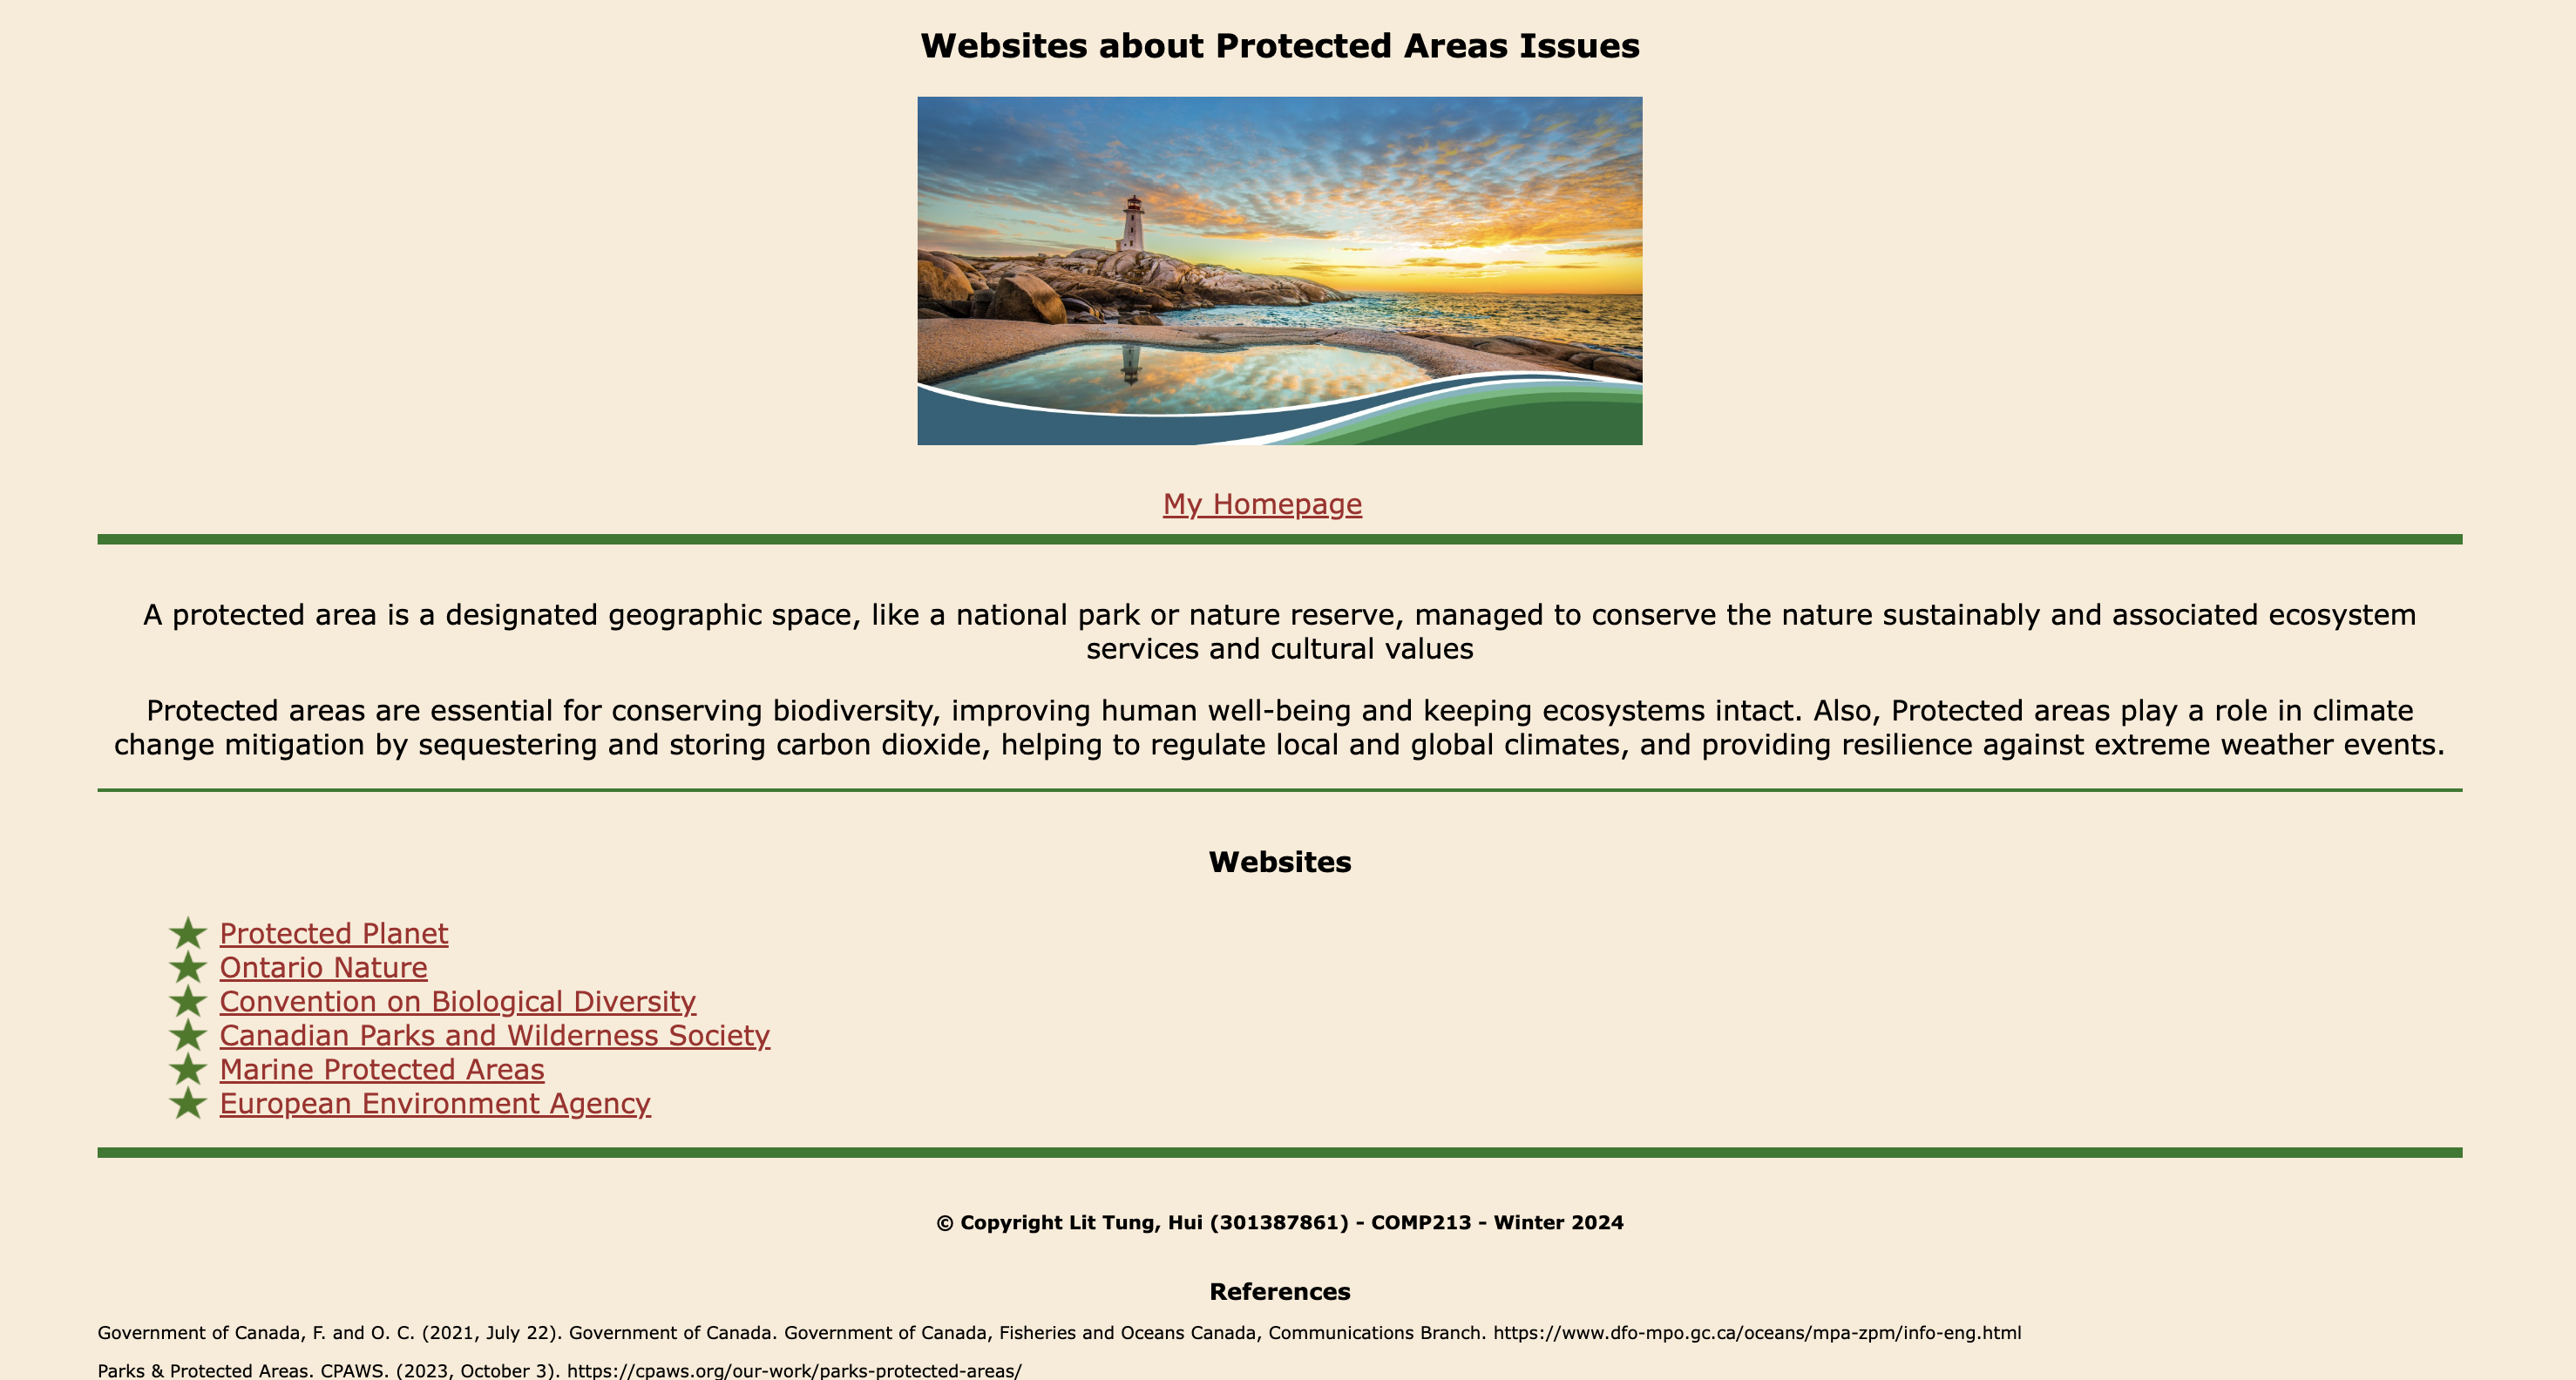 Websites about Protected Areas Issues
My Homepage
A protected area is a designated geographic space, like a national park or nature reserve, managed to conserve the nature sustainably and associated ecosystem
services and cultural values
Protected areas are essential for conserving biodiversity, improving human well-being and keeping ecosystems intact. Also, Protected areas play a role in climate
change mitigation by sequestering and storing carbon dioxide, helping to regulate local and global climates, and providing resilience against extreme weather events.
Websites
Protected Planet
Ontario Nature
Convention on Biological Diversity
Canadian Parks and Wilderness Society
Marine Protected Areas
European Environment Agency
© Copyright Lit Tung, Hui (301387861) - COMP213 - Winter 2024
References
Government of Canada, F. and O. C. (2021, July 22). Government of Canada. Government of Canada, Fisheries and Oceans Canada, Communications Branch. https://www.dfo-mpo.gc.ca/oceans/mpa-zpm/info-eng.html
Parks & Protected Areas. CPAWS. (2023, October 3). https://cpaws.org/our-work/parks-protected-areas/